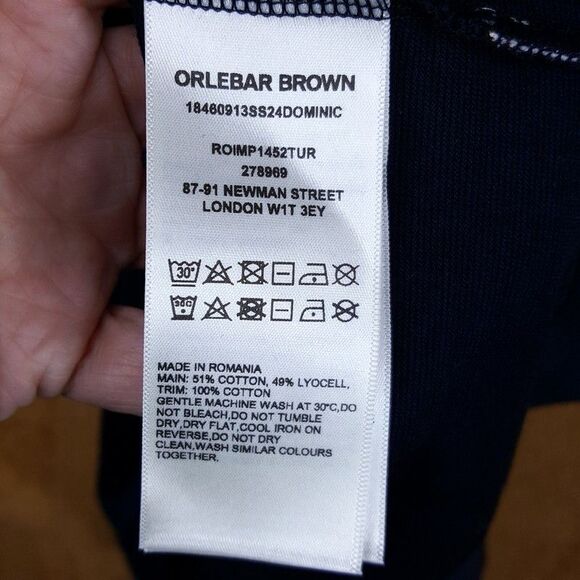 ORLEBAR BROWN
18460913SS24DOMINIC
ROIMP1452TUR
278969
87-91 NEWMAN STREET
LONDON W1T 3EY
30°
30C
MADE IN ROMANIA
MAIN: 51% COTTON, 49% LYOCELL,
TRIM: 100% COTTON
GENTLE MACHINE WASH AT 30°C,DO
NOT BLEACH,DO NOT TUMBLE
DRY,DRY FLAT,COOL IRON ON
REVERSE,DO NOT DRY
CLEAN,WASH SIMILAR COLOURS
TOGETHER.